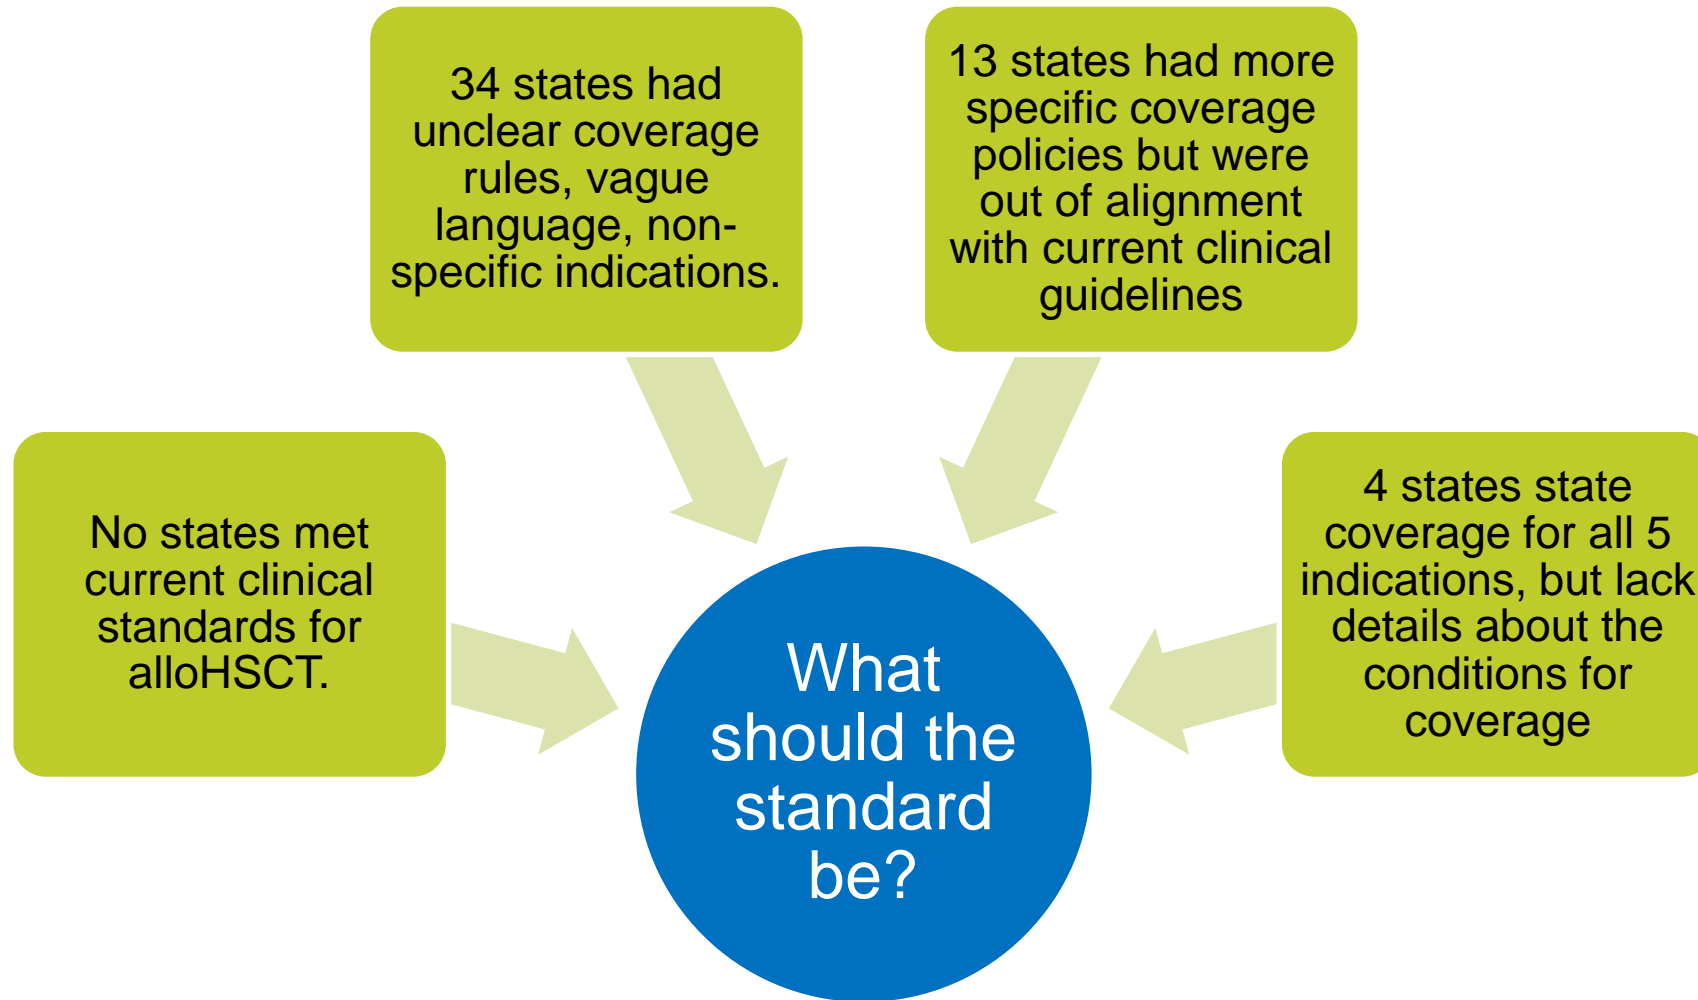 34 states had
unclear coverage
rules, vague
language, non-
specific indications.
13 states had more
specific coverage
policies but were
out of alignment
with current clinical
guidelines
No states met
current clinical
standards for
alloHSCT.
4 states state
coverage for all 5
indications, but lack
details about the
conditions for
coverage
What
should the
standard
be?